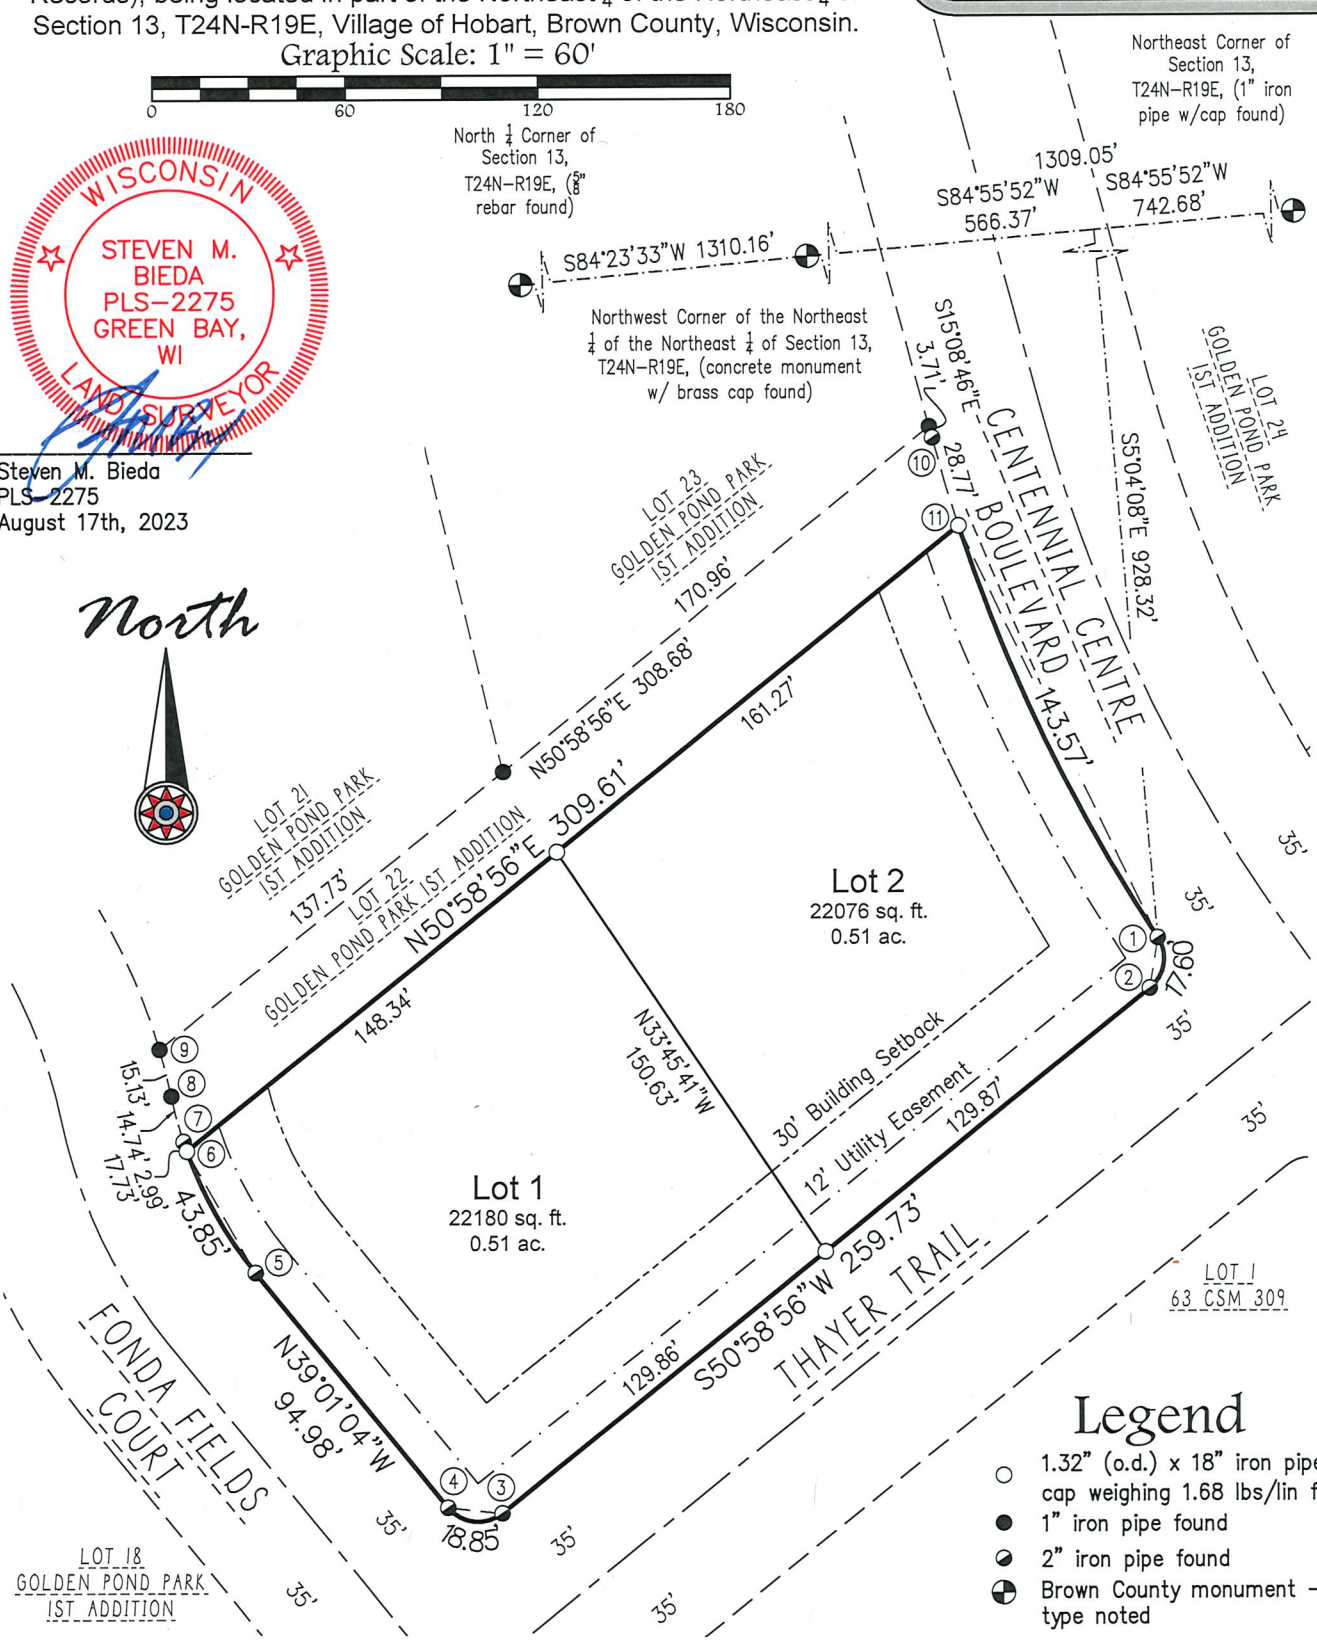 Section 13, T24N-R19E, Village of Hobart, Brown County, Wisconsin.
Graphic Scale: 1" = 60'
0 60 120 180
North 1/4 Corner of
Section 13,
T24N-R19E, (5/8"
rebar found)
Northeast Corner of
Section 13,
T24N-R19E, (1" iron
pipe w/cap found)
1309.05'
S84°55'52"W
566.37'
S84°55'52"W
742.68'
S84°23'33"W 1310.16'
Northwest Corner of the Northeast
1/4 of the Northeast 1/4 of Section 13,
T24N-R19E, (concrete monument
w/ brass cap found)
WISCONSIN
STEVEN M.
BIEDA
PLS-2275
GREEN BAY,
WI
LAND SURVEYOR
Steven M. Bieda
PLS-2275
August 17th, 2023
North
S15°08'46"E
3.71'
28.77'
10
11
CENTENNIAL CENTRE
BOULEVARD
143.57'
S5°04'08"E 928.32'
LOT 24
GOLDEN POND PARK
1ST ADDITION
LOT 23
GOLDEN POND PARK
1ST ADDITION
170.96'
N50°58'56"E 308.68'
161.27'
LOT 21
GOLDEN POND PARK
1ST ADDITION
137.73'
LOT 22
GOLDEN POND PARK 1ST ADDITION
N50°58'56"E 309.61'
148.34'
Lot 2
22076 sq. ft.
0.51 ac.
35'
35'
1
2
17.60'
35'
35'
N33°45'41"W
150.63'
30' Building Setback
12' Utility Easement
129.87'
9
15.13'
8
14.74'
7
2.99'
6
17.73'
43.85'
5
Lot 1
22180 sq. ft.
0.51 ac.
N39°01'04"W
94.98'
4
3
18.85'
129.86'
S50°58'56"W 259.73'
THAYER TRAIL
FONDA FIELDS
COURT
35'
35'
35'
35'
LOT 18
GOLDEN POND PARK
1ST ADDITION
LOT 1
63 CSM 309
Legend
1.32" (o.d.) x 18" iron pipe
cap weighing 1.68 lbs/lin
1" iron pipe found
2" iron pipe found
Brown County monument -
type noted